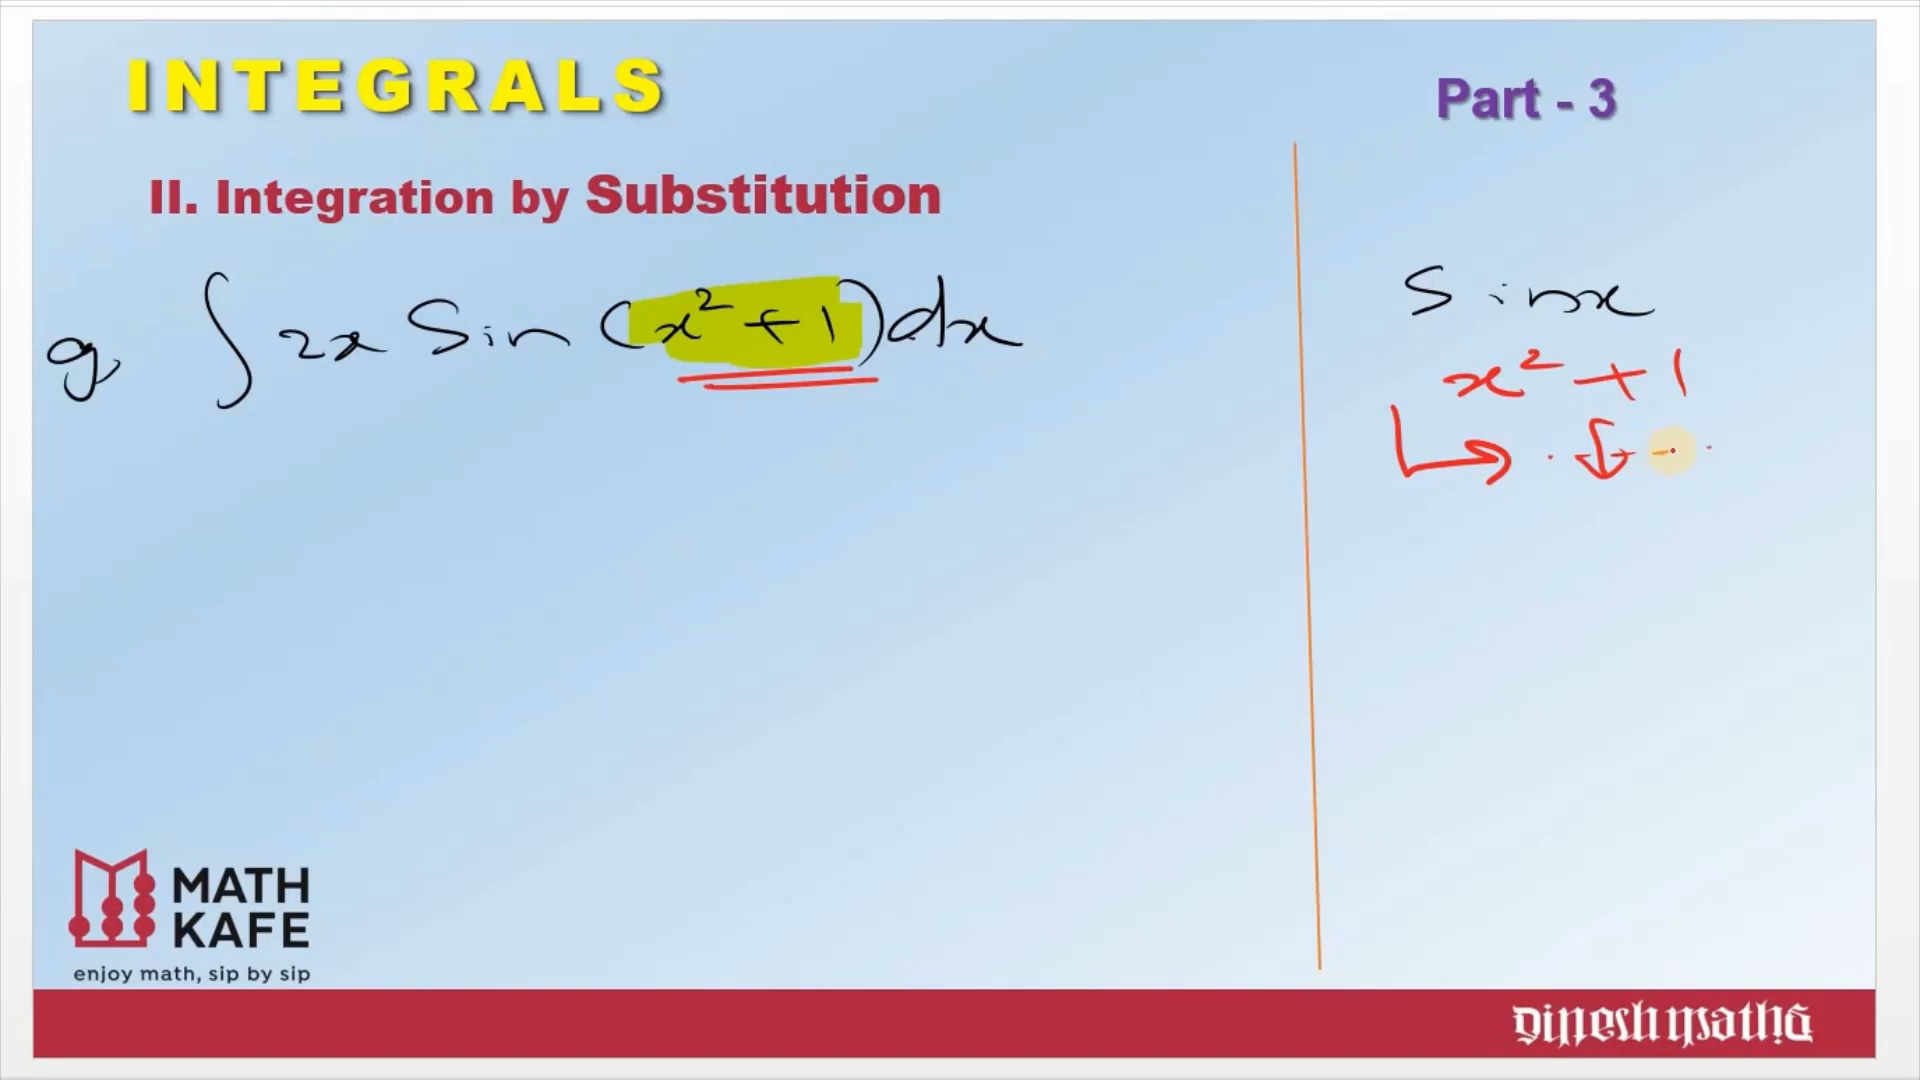 INTEGRALS
Part - 3
II. Integration by Substitution
eg ∫ 2x Sin (x² + 1) dx
Sinx
x² + 1
MATH
KAFE
enjoy math, sip by sip
Dinesh Maths